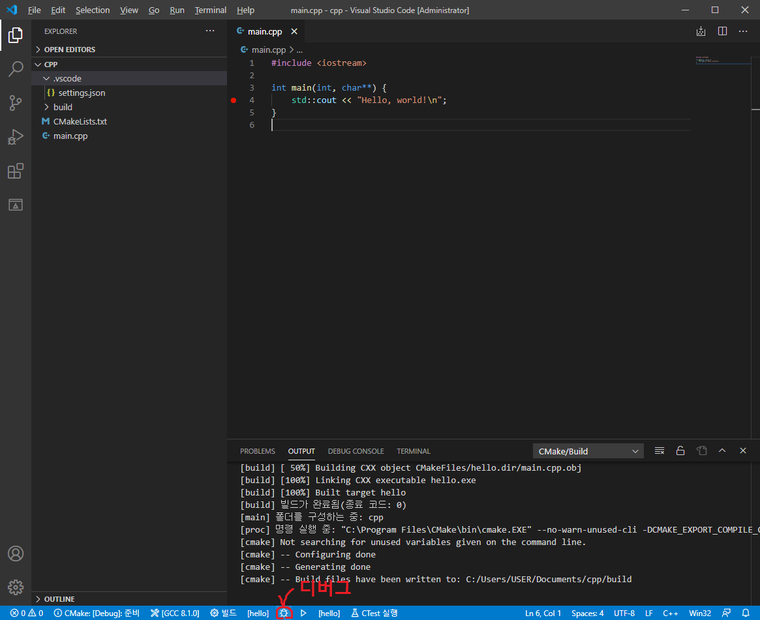 File Edit Selection View Go Run Terminal Help main.cpp - cpp - Visual Studio Code [Administrator]
EXPLORER
OPEN EDITORS
CPP
.vscode
settings.json
build
CMakeLists.txt
main.cpp
main.cpp
main.cpp > ...
1 #include <iostream>
2
3 int main(int, char**) {
4 std::cout << "Hello, world!\n";
5 }
6
PROBLEMS OUTPUT DEBUG CONSOLE TERMINAL CMake/Build
[build] [ 50%] Building CXX object CMakeFiles/hello.dir/main.cpp.obj
[build] [100%] Linking CXX executable hello.exe
[build] [100%] Built target hello
[build] 빌드가 완료됨(종료 코드: 0)
[main] 폴더를 구성하는 중: cpp
[proc] 명령 실행 중: "C:\Program Files\CMake\bin\cmake.EXE" --no-warn-unused-cli -DCMAKE_EXPORT_COMPILE_C
[cmake] Not searching for unused variables given on the command line.
[cmake] -- Configuring done
[cmake] -- Generating done
[cmake] -- Build files have been written to: C:/Users/USER/Documents/cpp/build
디버그
OUTLINE
0 0 CMake: [Debug]: 준비 [GCC 8.1.0] 빌드 [hello] [hello] CTest 실행 Ln 6, Col 1 Spaces: 4 UTF-8 LF C++ Win32